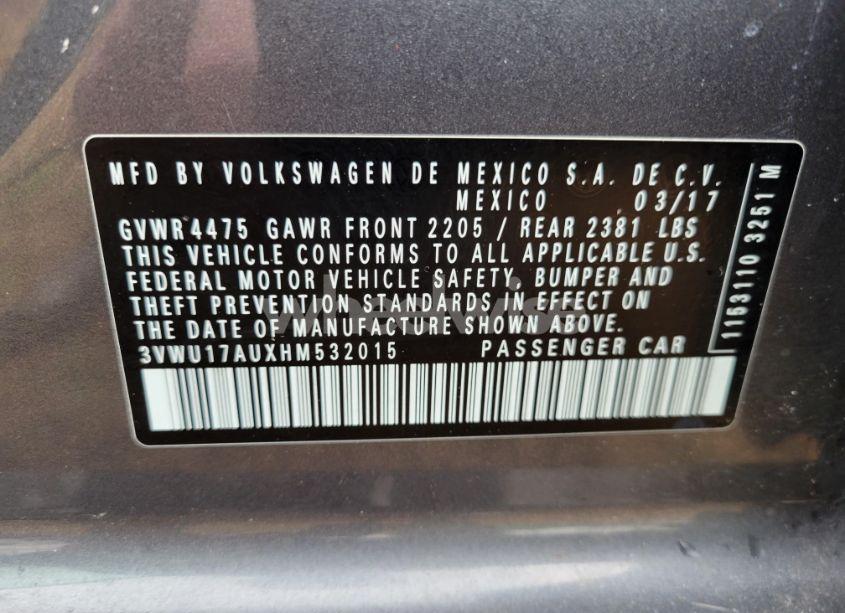 MFD BY VOLKSWAGEN DE MEXICO S.A. DE C.V.
MEXICO 03/17
GVWR 4475 GAWR FRONT 2205 / REAR 2381 LBS
THIS VEHICLE CONFORMS TO ALL APPLICABLE U.S.
FEDERAL MOTOR VEHICLE SAFETY, BUMPER AND
THEFT PREVENTION STANDARDS IN EFFECT ON
THE DATE OF MANUFACTURE SHOWN ABOVE.
3VWU17AUXHM532015 PASSENGER CAR
1163110 3251 M
wheelwise